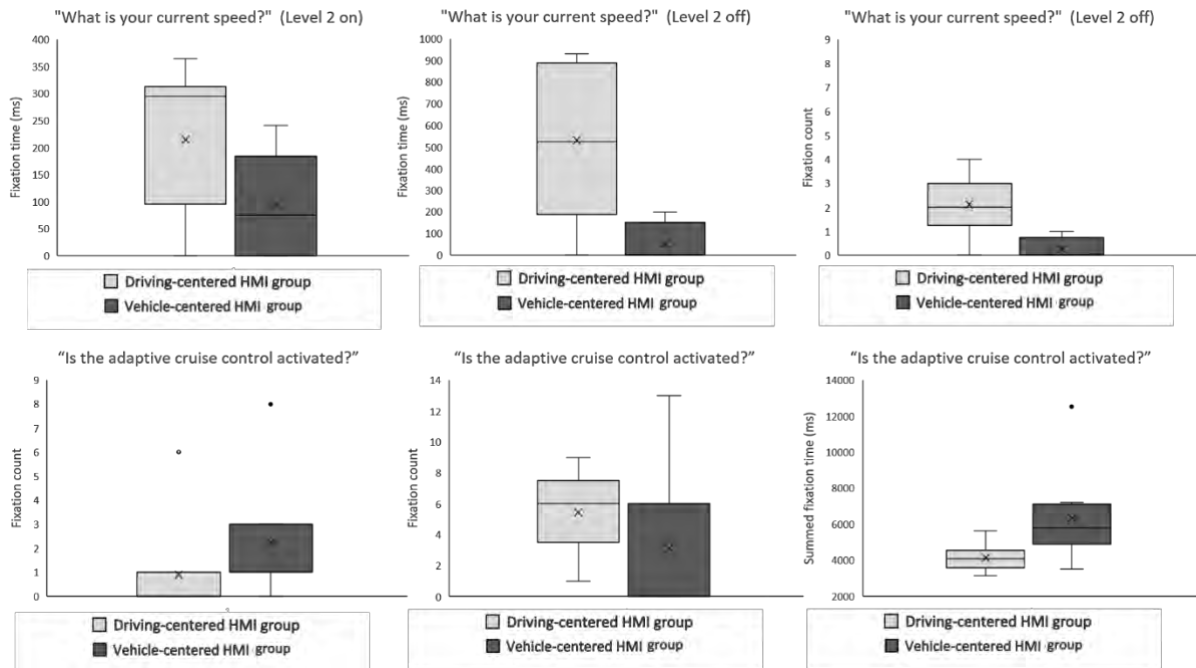 "What is your current speed?" (Level 2 on)
Fixation time (ms)
400
350
300
250
200
150
100
50
0
Driving-centered HMI group
Vehicle-centered HMI group
"What is your current speed?" (Level 2 off)
Fixation time (ms)
1000
900
800
700
600
500
400
300
200
100
0
Driving-centered HMI group
Vehicle-centered HMI group
"What is your current speed?" (Level 2 off)
Fixation count
9
8
7
6
5
4
3
2
1
0
Driving-centered HMI group
Vehicle-centered HMI group
“Is the adaptive cruise control activated?”
Fixation count
9
8
7
6
5
4
3
2
1
0
Driving-centered HMI group
Vehicle-centered HMI group
“Is the adaptive cruise control activated?”
Fixation count
14
12
10
8
6
4
2
0
Driving-centered HMI group
Vehicle-centered HMI group
“Is the adaptive cruise control activated?”
Summed fixation time (ms)
14000
12000
10000
8000
6000
4000
2000
Driving-centered HMI group
Vehicle-centered HMI group